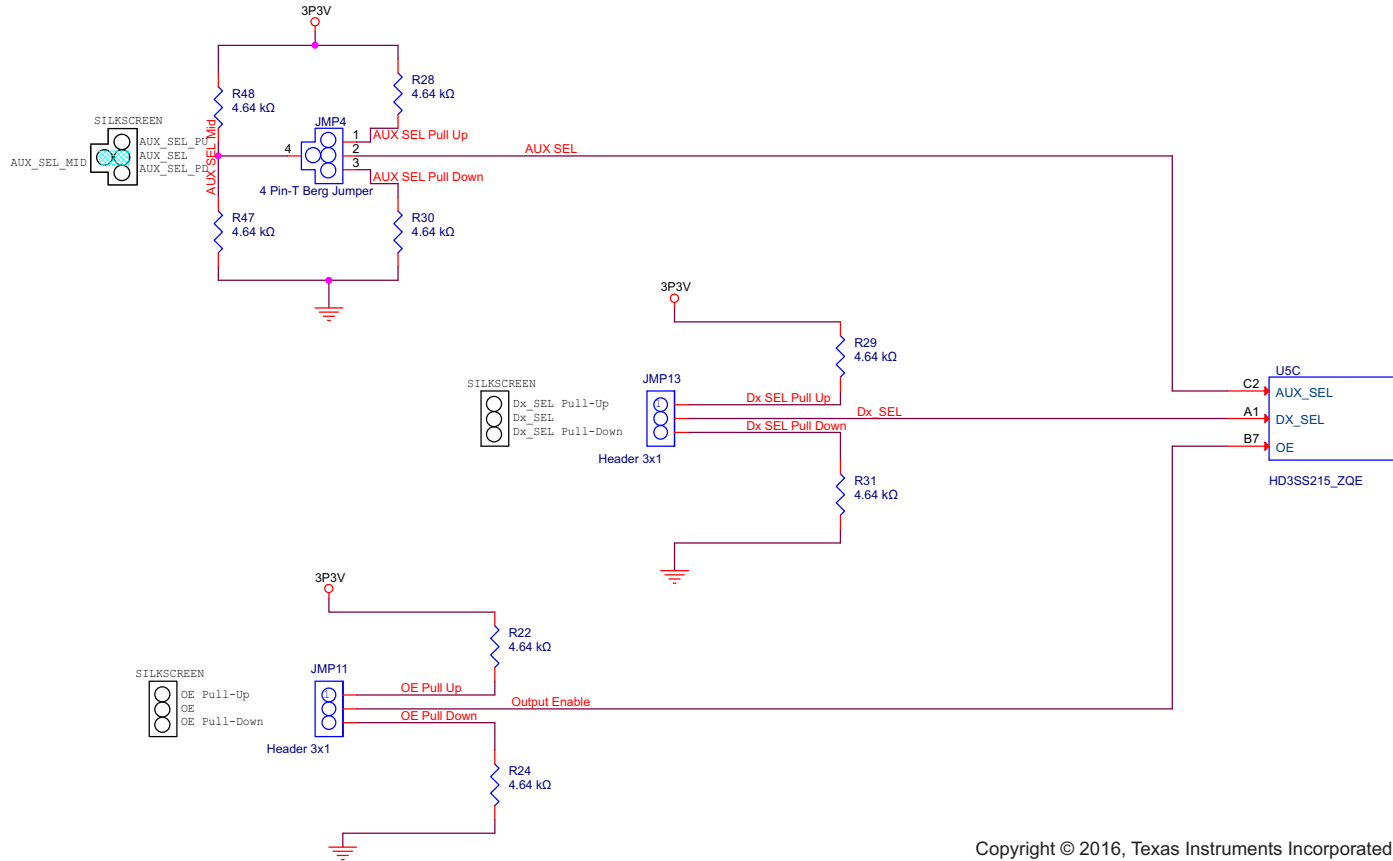 3P3V
R48
4.64 kΩ
R28
4.64 kΩ
SILKSCREEN
AUX_SEL_PU
AUX_SEL
AUX_SEL_PD
AUX_SEL_MID
AUX SEL Mid
JMP4
1
2
3
4
AUX SEL Pull Up
AUX SEL
AUX SEL Pull Down
4 Pin-T Berg Jumper
R47
4.64 kΩ
R30
4.64 kΩ
3P3V
R29
4.64 kΩ
SILKSCREEN
Dx_SEL Pull-Up
Dx_SEL
Dx_SEL Pull-Down
JMP13
1
Dx SEL Pull Up
Dx_SEL
Dx SEL Pull Down
Header 3x1
R31
4.64 kΩ
U5C
C2
AUX_SEL
A1
DX_SEL
B7
OE
HD3SS215_ZQE
3P3V
R22
4.64 kΩ
SILKSCREEN
OE Pull-Up
OE
OE Pull-Down
JMP11
1
OE Pull Up
Output Enable
OE Pull Down
Header 3x1
R24
4.64 kΩ
Copyright © 2016, Texas Instruments Incorporated